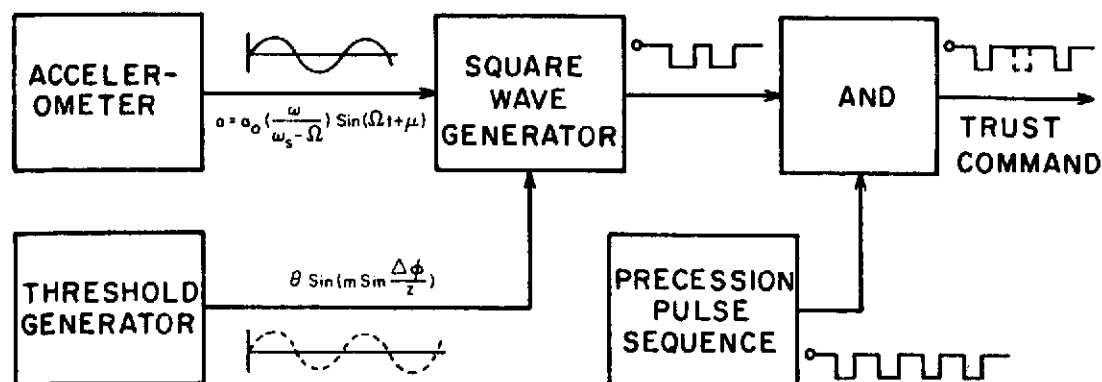 ACCELER-
OMETER
a = a₀ (ω/(ωs - Ω)) Sin(Ωt+μ)
SQUARE
WAVE
GENERATOR
AND
TRUST
COMMAND
THRESHOLD
GENERATOR
θ Sin(m Sin Δϕ/z)
PRECESSION
PULSE
SEQUENCE